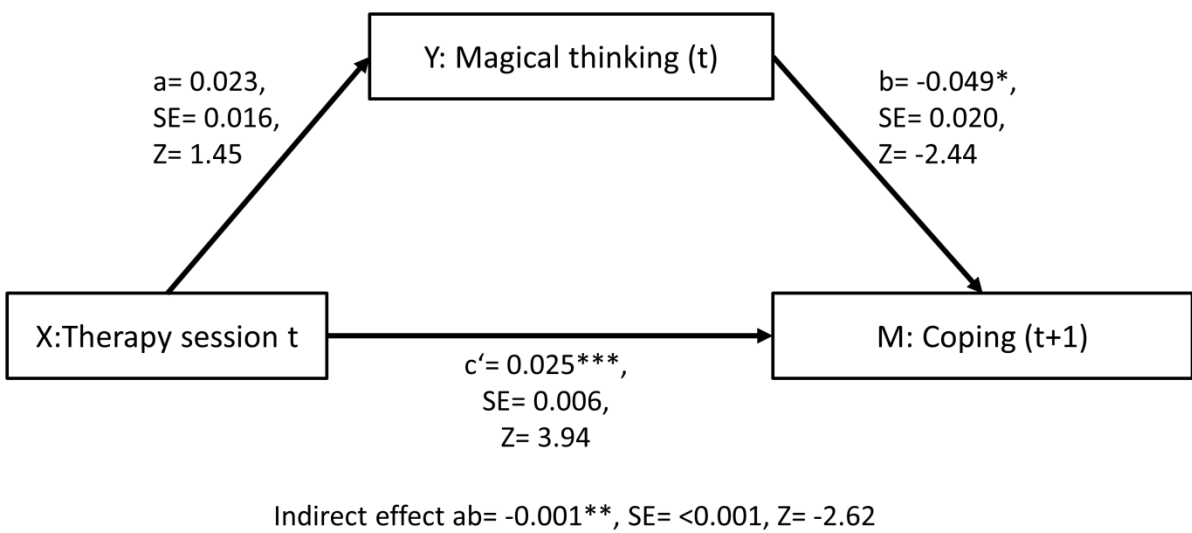 Y: Magical thinking (t)
a= 0.023,
SE= 0.016,
Z= 1.45
b= -0.049*,
SE= 0.020,
Z= -2.44
X:Therapy session t
M: Coping (t+1)
c‘= 0.025***,
SE= 0.006,
Z= 3.94
Indirect effect ab= -0.001**, SE= <0.001, Z= -2.62